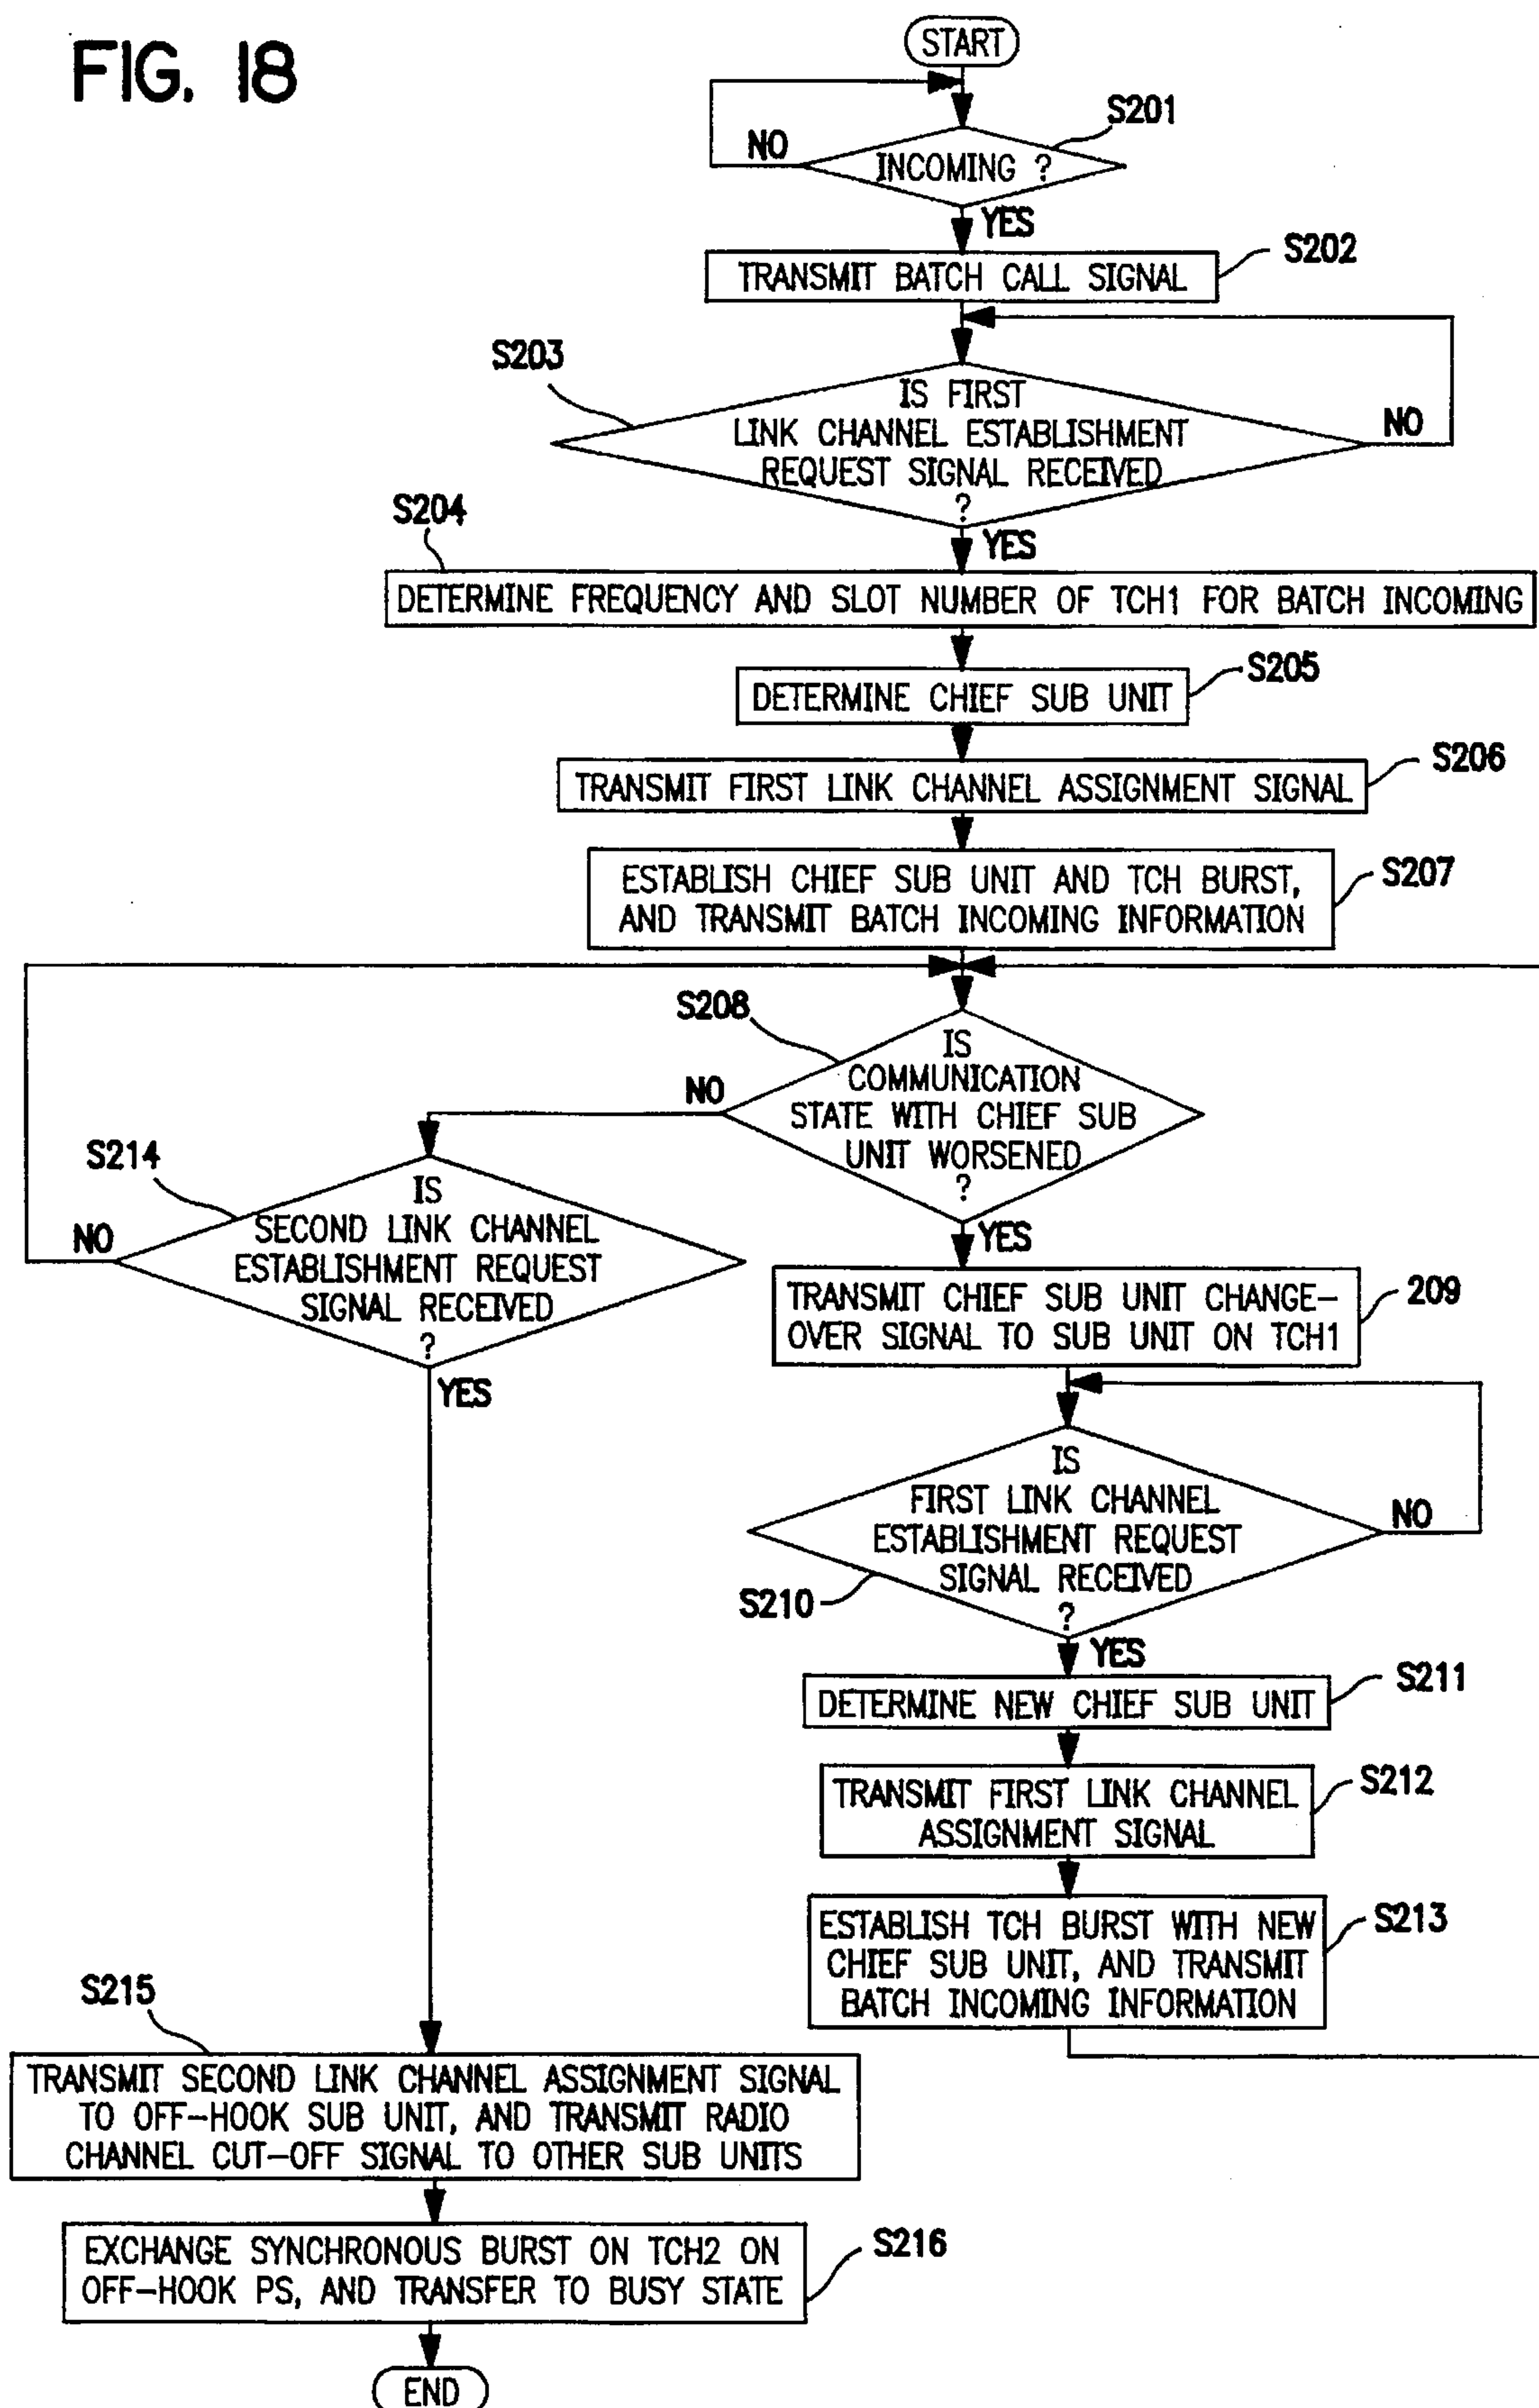 FIG. 18
START
S201
NO
INCOMING ?
YES
S202
TRANSMIT BATCH CALL SIGNAL
S203
IS FIRST
LINK CHANNEL ESTABLISHMENT
REQUEST SIGNAL RECEIVED
?
NO
S204
YES
DETERMINE FREQUENCY AND SLOT NUMBER OF TCH1 FOR BATCH INCOMING
S205
DETERMINE CHIEF SUB UNIT
S206
TRANSMIT FIRST LINK CHANNEL ASSIGNMENT SIGNAL
S207
ESTABLISH CHIEF SUB UNIT AND TCH BURST,
AND TRANSMIT BATCH INCOMING INFORMATION
S208
IS
COMMUNICATION
STATE WITH CHIEF SUB
UNIT WORSENED
?
NO
YES
S214
IS
SECOND LINK CHANNEL
ESTABLISHMENT REQUEST
SIGNAL RECEIVED
?
NO
YES
209
TRANSMIT CHIEF SUB UNIT CHANGE-
OVER SIGNAL TO SUB UNIT ON TCH1
IS
FIRST LINK CHANNEL
ESTABLISHMENT REQUEST
SIGNAL RECEIVED
?
NO
S210
YES
S211
DETERMINE NEW CHIEF SUB UNIT
S212
TRANSMIT FIRST LINK CHANNEL
ASSIGNMENT SIGNAL
S213
ESTABLISH TCH BURST WITH NEW
CHIEF SUB UNIT, AND TRANSMIT
BATCH INCOMING INFORMATION
S215
TRANSMIT SECOND LINK CHANNEL ASSIGNMENT SIGNAL
TO OFF-HOOK SUB UNIT, AND TRANSMIT RADIO
CHANNEL CUT-OFF SIGNAL TO OTHER SUB UNITS
S216
EXCHANGE SYNCHRONOUS BURST ON TCH2 ON
OFF-HOOK PS, AND TRANSFER TO BUSY STATE
END